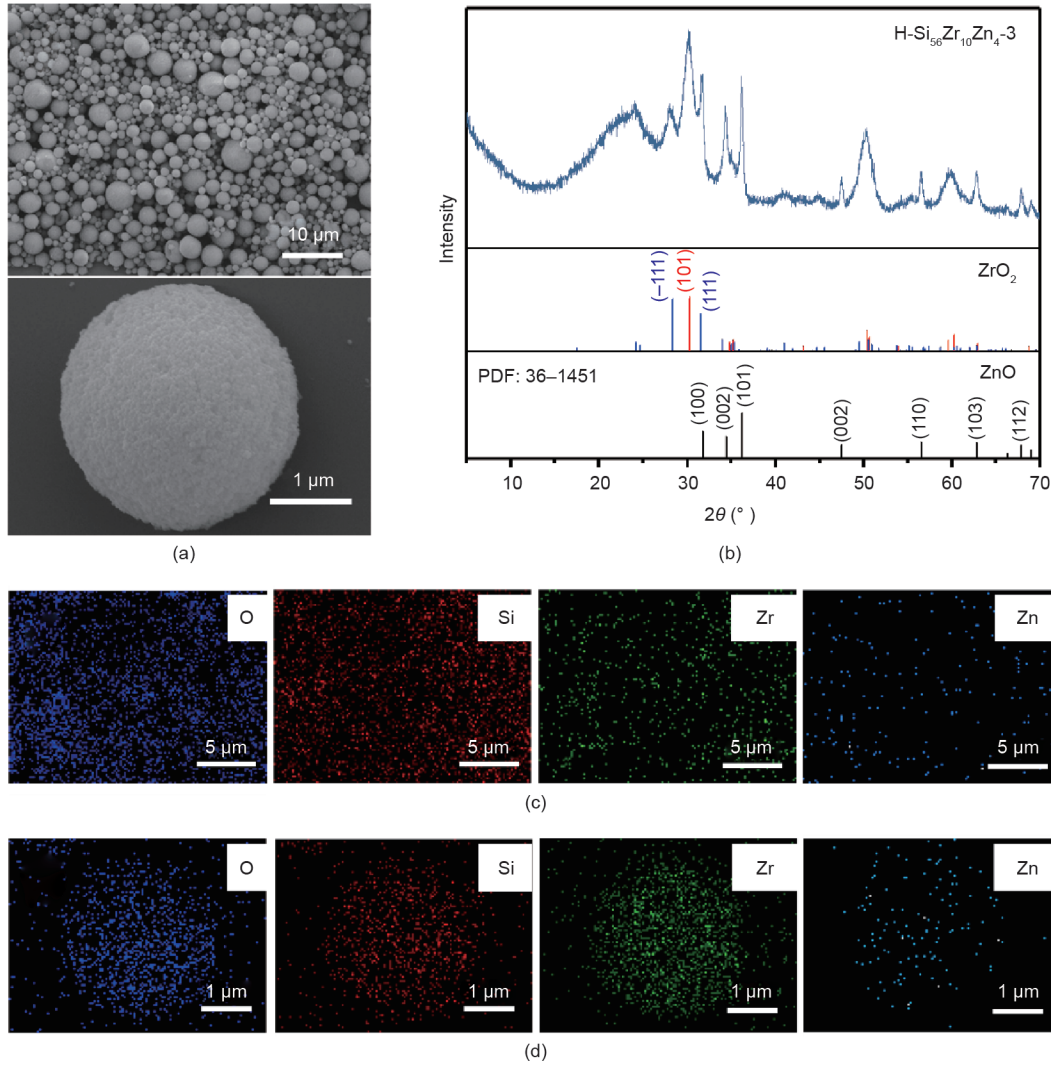 10 µm
1 µm
(a)
H-Si₅₆Zr₁₀Zn₄-3
Intensity
(–111)
(101)
(111)
ZrO₂
PDF: 36–1451
ZnO
(100)
(002)
(101)
(002)
(110)
(103)
(112)
10 20 30 40 50 60 70
2θ (° )
(b)
O Si Zr Zn
5 µm 5 µm 5 µm 5 µm
(c)
O Si Zr Zn
1 µm 1 µm 1 µm 1 µm
(d)